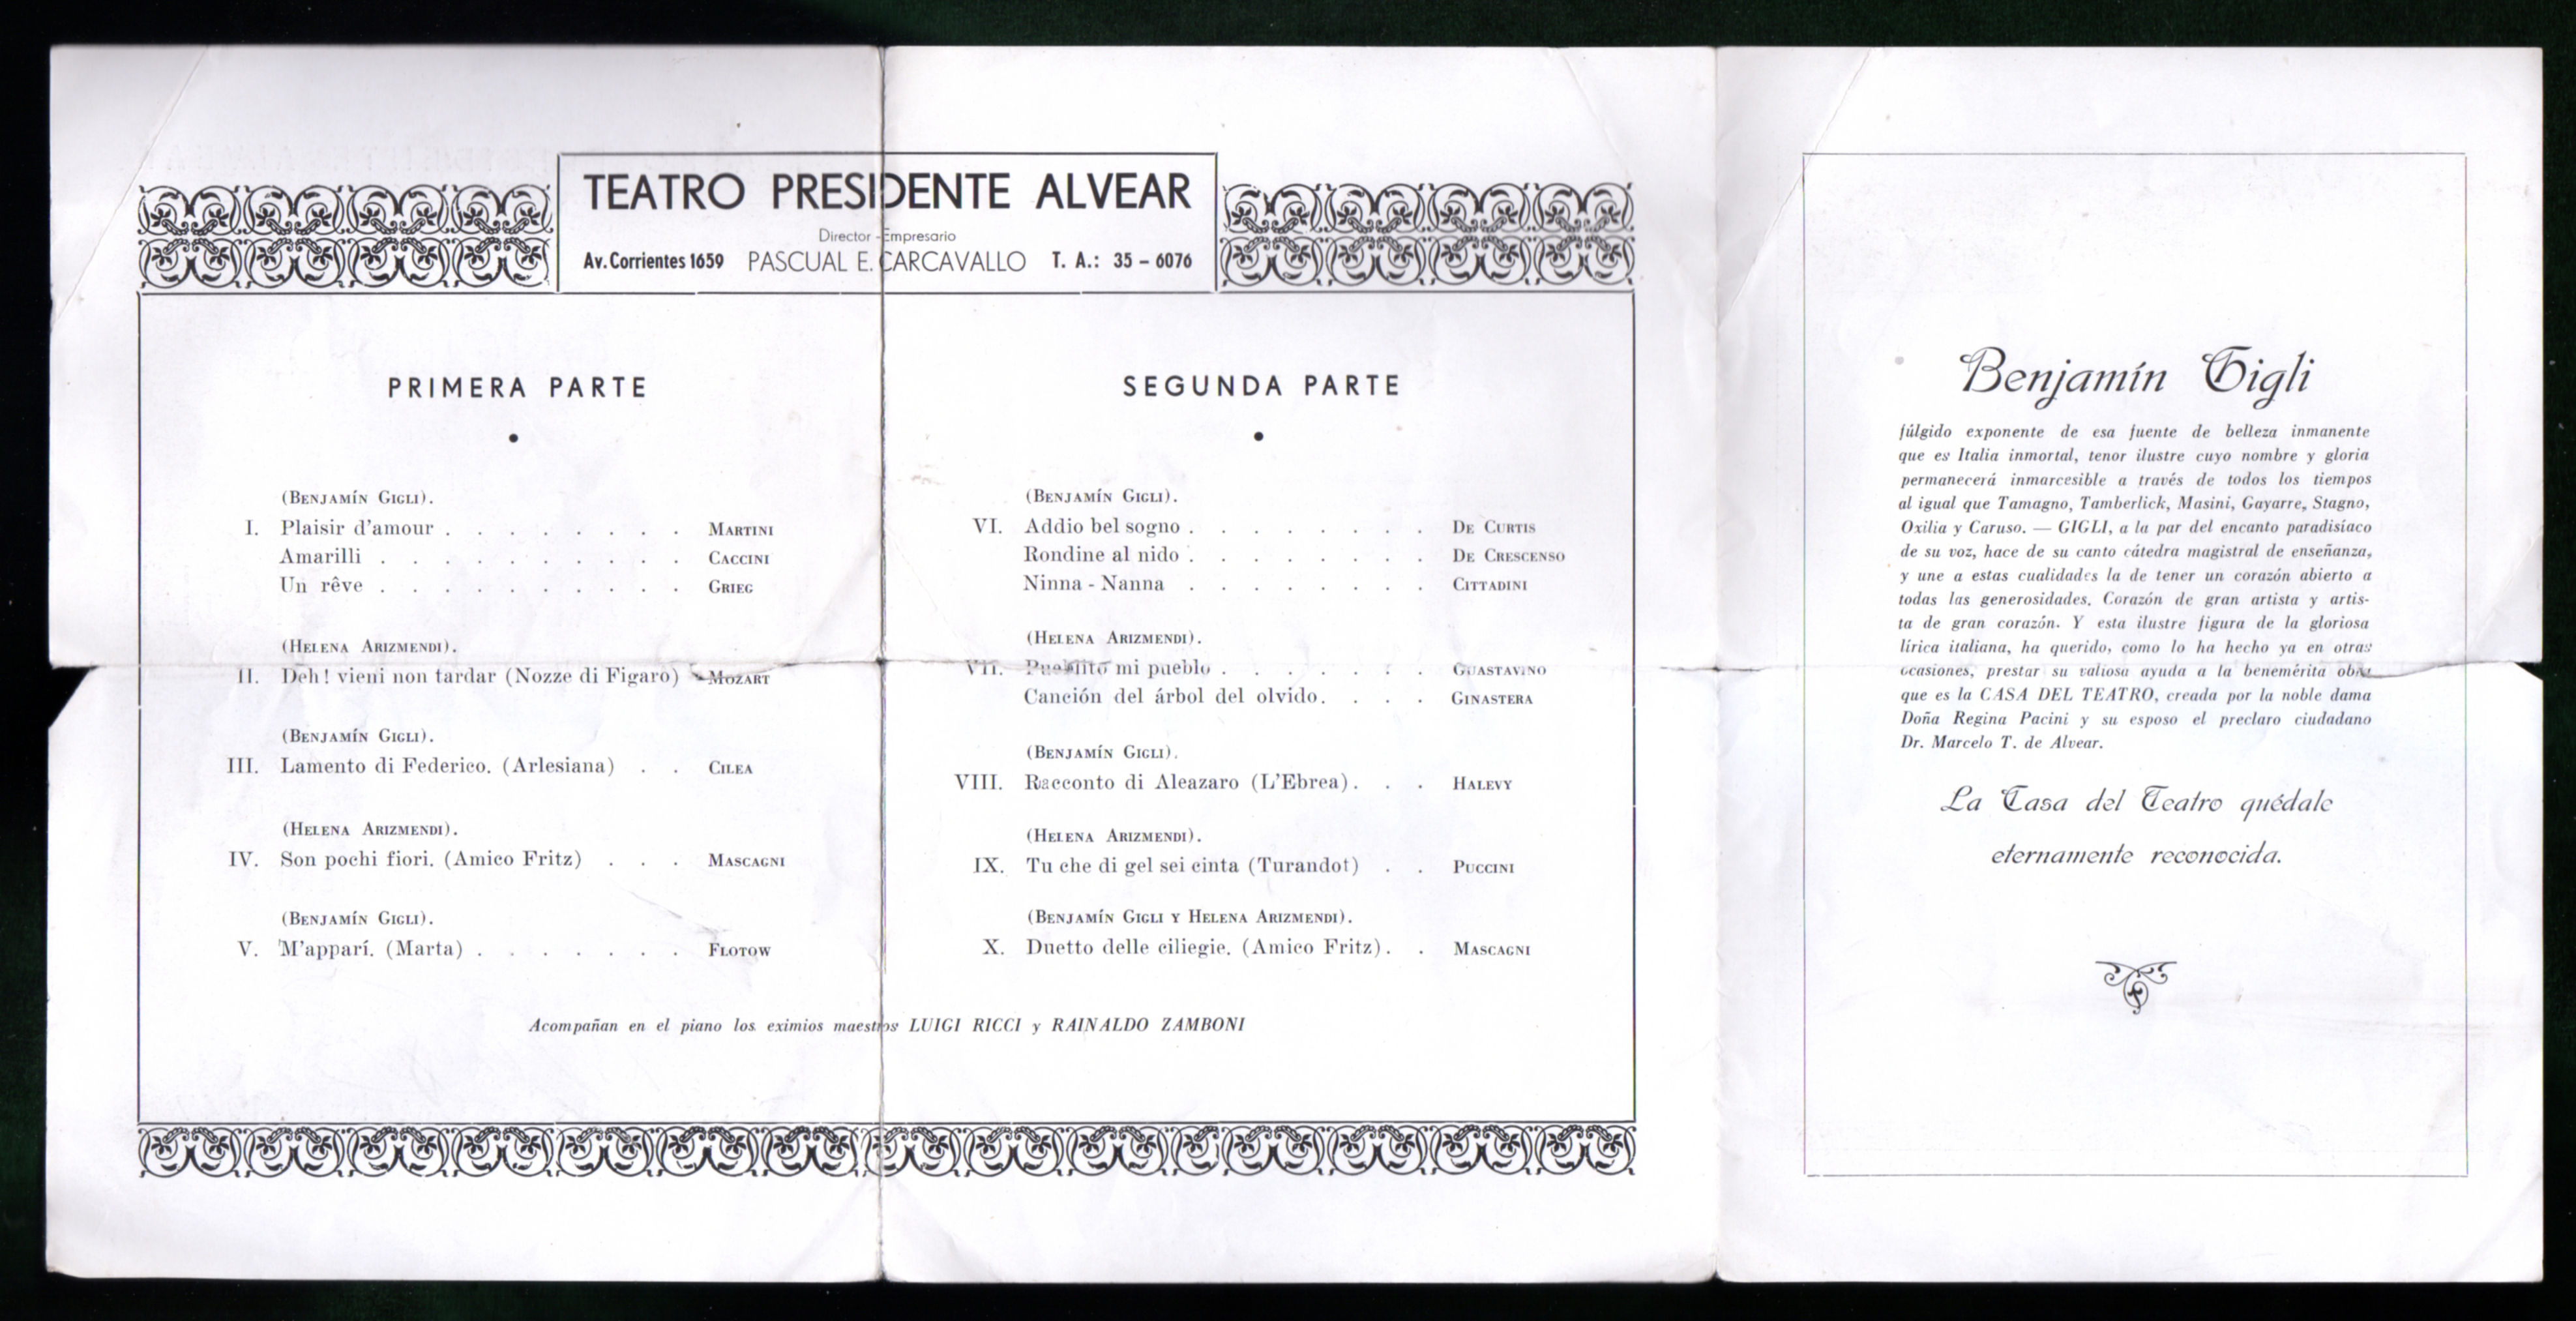 TEATRO PRESIDENTE ALVEAR
Director - Empresario
Av. Corrientes 1659 PASCUAL E. CARCAVALLO T. A.: 35 – 6076
PRIMERA PARTE
•
(Benjamín Gigli).
I. Plaisir d'amour . . . . . . . . Martini
Amarilli . . . . . . . . . . Caccini
Un rêve . . . . . . . . . . Grieg
(Helena Arizmendi).
II. Deh! vieni non tardar (Nozze di Figaro) Mozart
(Benjamín Gigli).
III. Lamento di Federico. (Arlesiana) . . Cilea
(Helena Arizmendi).
IV. Son pochi fiori. (Amico Fritz) . . . Mascagni
(Benjamín Gigli).
V. M'apparí. (Marta) . . . . . . . Flotow
SEGUNDA PARTE
•
(Benjamín Gigli).
VI. Addio bel sogno . . . . . . . . De Curtis
Rondine al nido . . . . . . . . De Crescenso
Ninna - Nanna . . . . . . . . Cittadini
(Helena Arizmendi).
VII. Pueblito mi pueblo . . . . . . . Guastavino
Canción del árbol del olvido. . . . Ginastera
(Benjamín Gigli).
VIII. Racconto di Aleazaro (L'Ebrea). . . Halevy
(Helena Arizmendi).
IX. Tu che di gel sei cinta (Turandot) . . Puccini
(Benjamín Gigli y Helena Arizmendi).
X. Duetto delle ciliegie. (Amico Fritz). . Mascagni
Acompañan en el piano los eximios maestros LUIGI RICCI y RAINALDO ZAMBONI
Benjamín Gigli
fúlgido exponente de esa fuente de belleza inmanente
que es Italia inmortal, tenor ilustre cuyo nombre y gloria
permanecerá inmarcesible a través de todos los tiempos
al igual que Tamagno, Tamberlick, Masini, Gayarre, Stagno,
Oxilia y Caruso. — GIGLI, a la par del encanto paradisíaco
de su voz, hace de su canto cátedra magistral de enseñanza,
y une a estas cualidades la de tener un corazón abierto a
todas las generosidades. Corazón de gran artista y artis-
ta de gran corazón. Y esta ilustre figura de la gloriosa
lírica italiana, ha querido, como lo ha hecho ya en otras
ocasiones, prestar su valiosa ayuda a la benemérita obra
que es la CASA DEL TEATRO, creada por la noble dama
Doña Regina Pacini y su esposo el preclaro ciudadano
Dr. Marcelo T. de Alvear.
La Casa del Teatro quédale
eternamente reconocida.